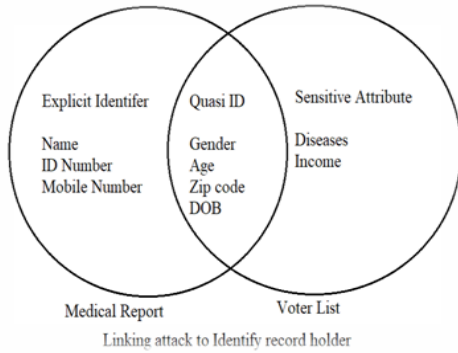 Explicit Identifer
Name
ID Number
Mobile Number
Quasi ID
Gender
Age
Zip code
DOB
Sensitive Attribute
Diseases
Income
Medical Report
Voter List
Linking attack to Identify record holder